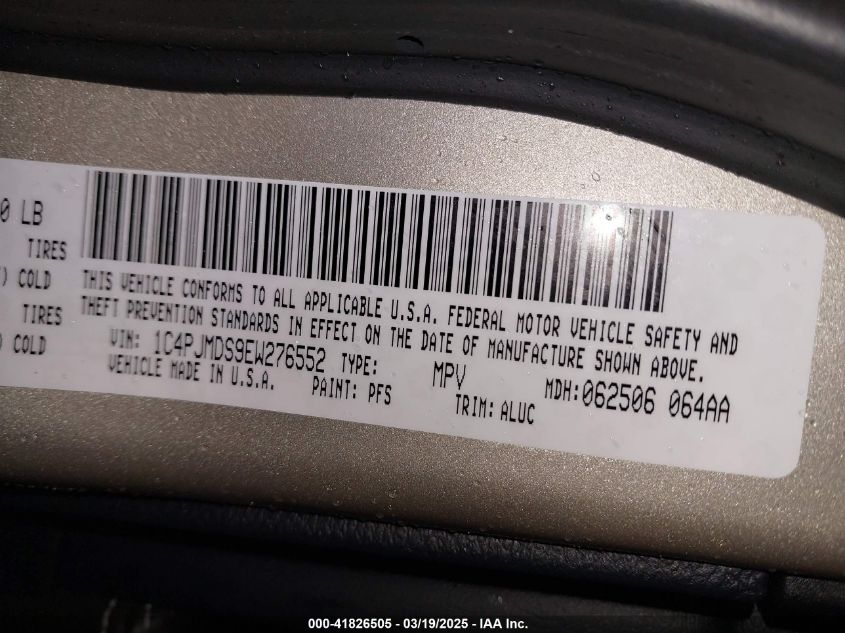 0 LB
TIRES
) COLD
TIRES
) COLD
THIS VEHICLE CONFORMS TO ALL APPLICABLE U.S.A. FEDERAL MOTOR VEHICLE SAFETY AND
THEFT PREVENTION STANDARDS IN EFFECT ON THE DATE OF MANUFACTURE SHOWN ABOVE.
VIN: 1C4PJMDS9EW276552 TYPE: MPV MDH:062506 064AA
VEHICLE MADE IN U.S.A. PAINT: PFS TRIM: ALUC
000-41826505 - 03/19/2025 - IAA Inc.